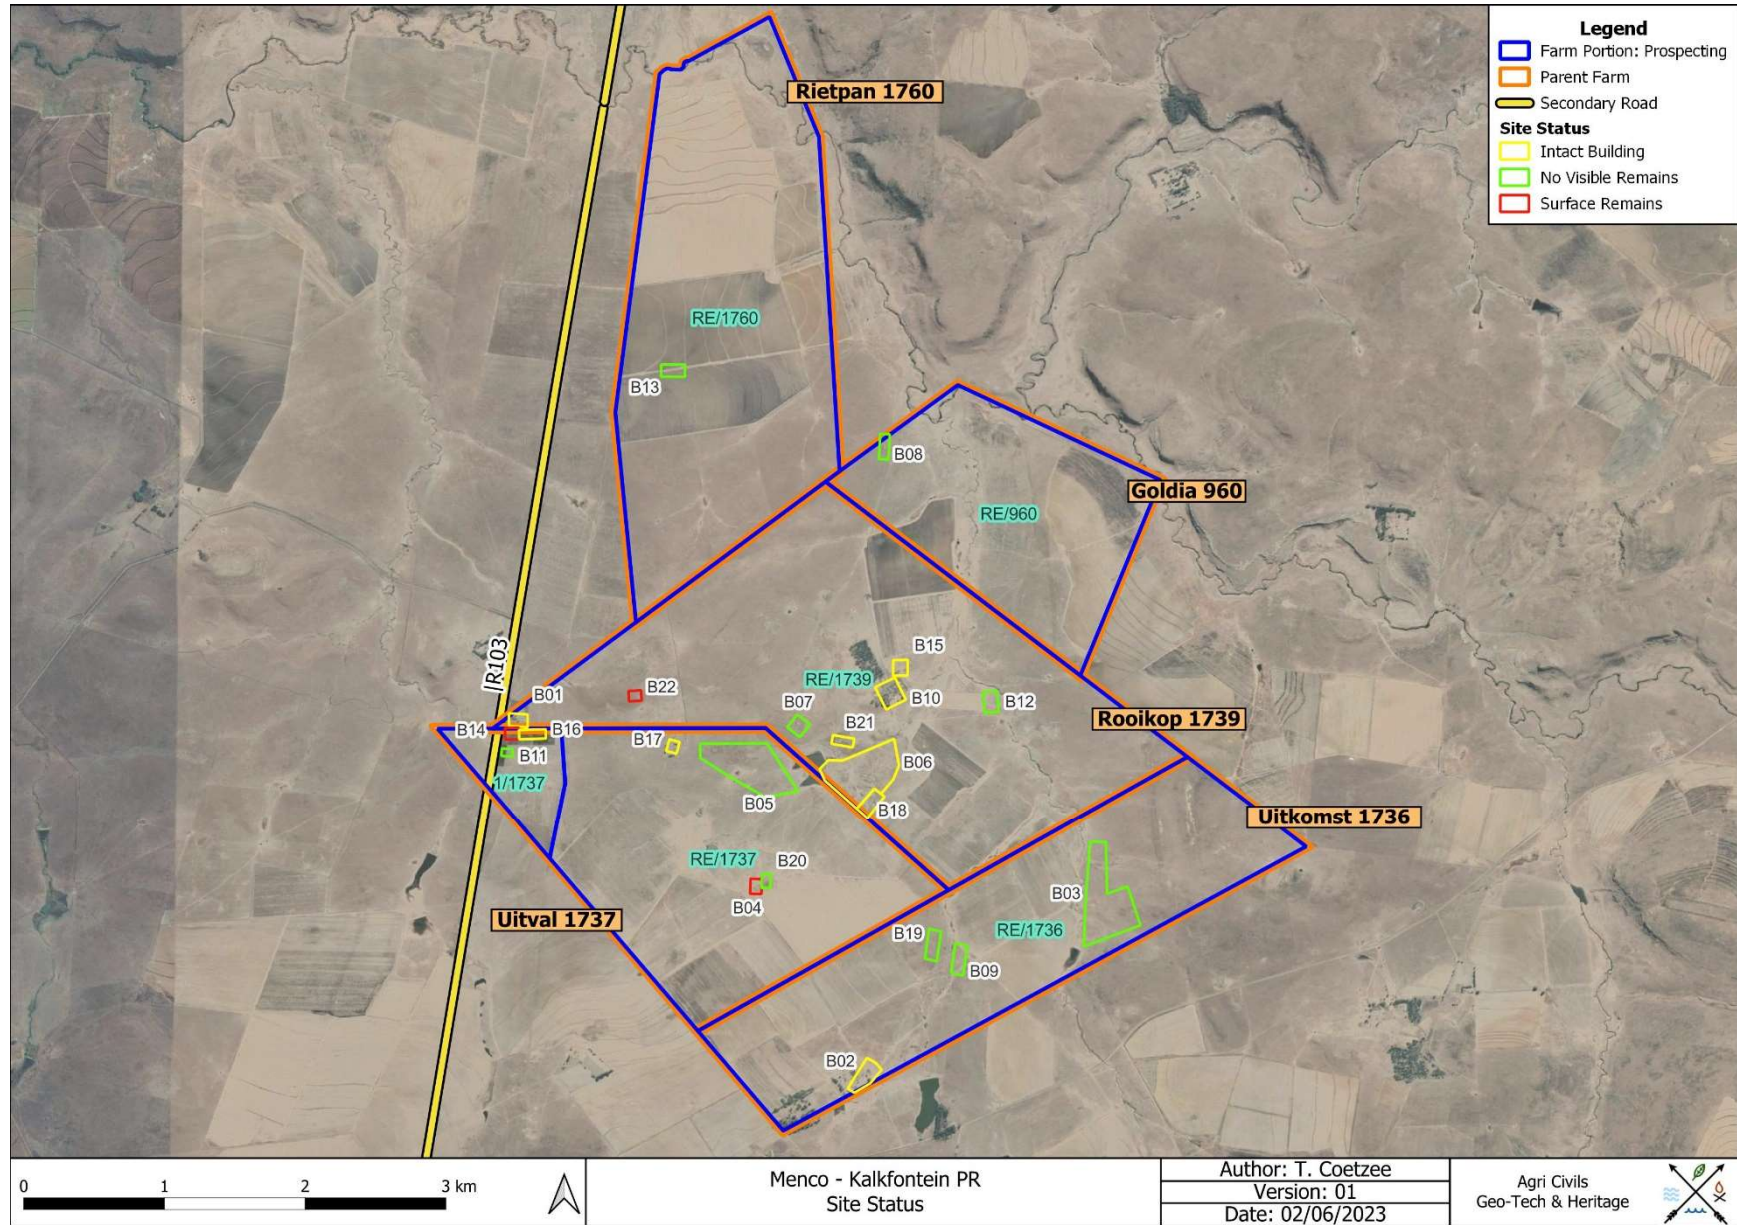 Legend
Farm Portion: Prospecting
Parent Farm
Secondary Road
Site Status
Intact Building
No Visible Remains
Surface Remains
Rietpan 1760
RE/1760
B13
B08
Goldia 960
RE/960
R103
B15
RE/1739
B10
B22
B01
B07
B12
Rooikop 1739
B14
B16
B21
B17
B11
B06
1/1737
B05
B18
Uitkomst 1736
RE/1737
B20
B04
B03
Uitval 1737
B19
RE/1736
B09
B02
0 1 2 3 km
Menco - Kalkfontein PR
Site Status
Author: T. Coetzee
Version: 01
Date: 02/06/2023
Agri Civils
Geo-Tech & Heritage